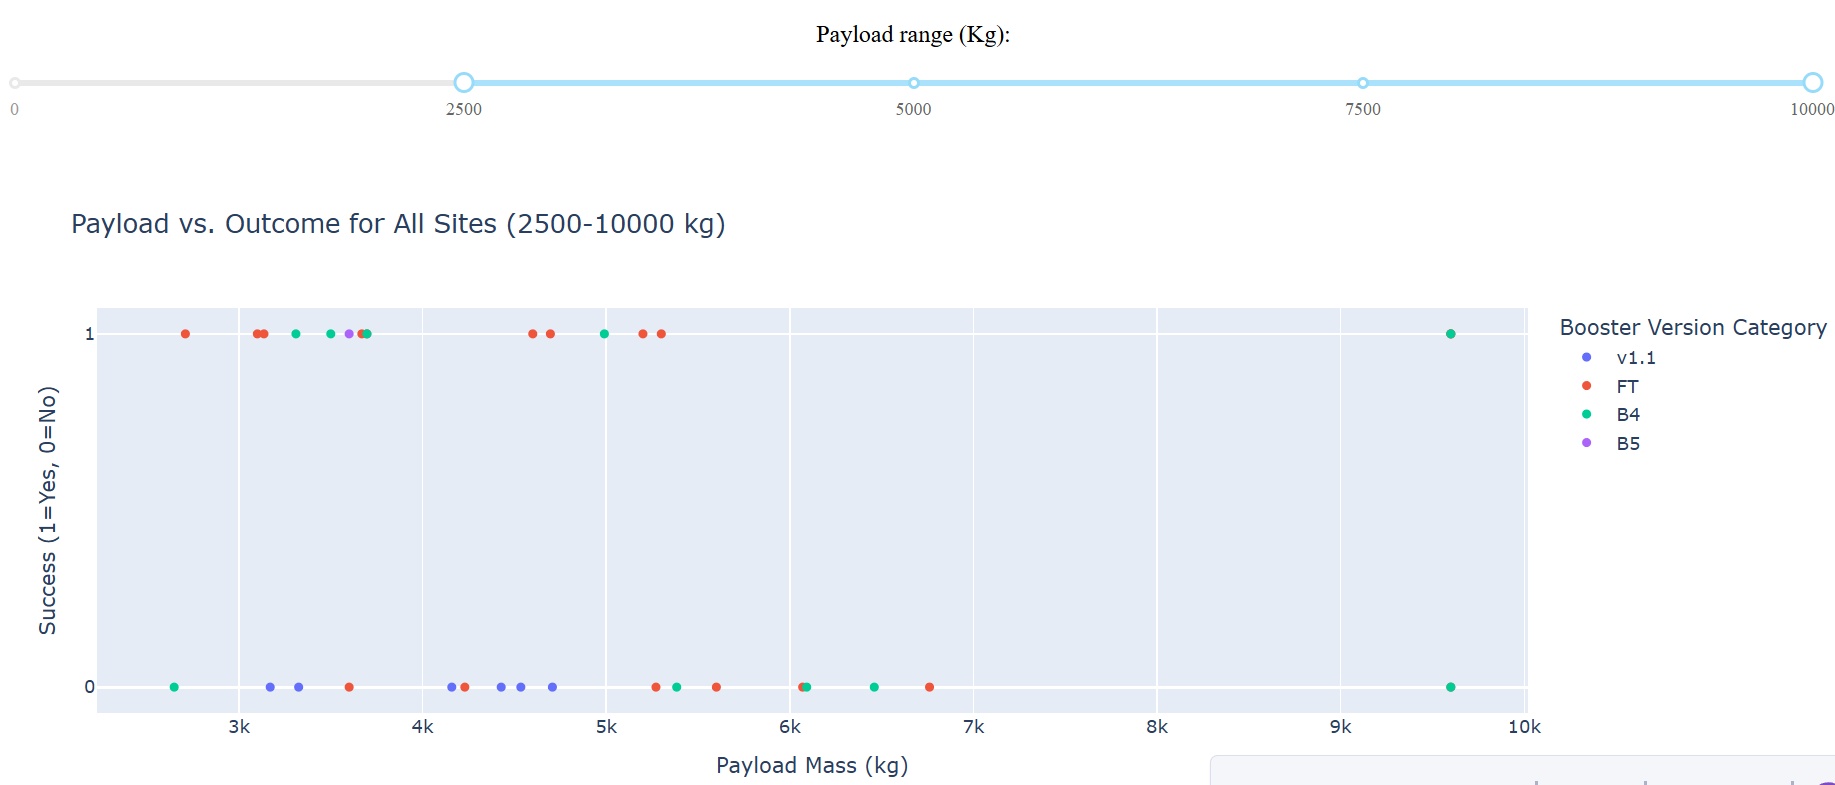 Payload range (Kg):
0 2500 5000 7500 10000
Payload vs. Outcome for All Sites (2500-10000 kg)
Success (1=Yes, 0=No)
1
0
3k 4k 5k 6k 7k 8k 9k 10k
Payload Mass (kg)
Booster Version Category
v1.1
FT
B4
B5